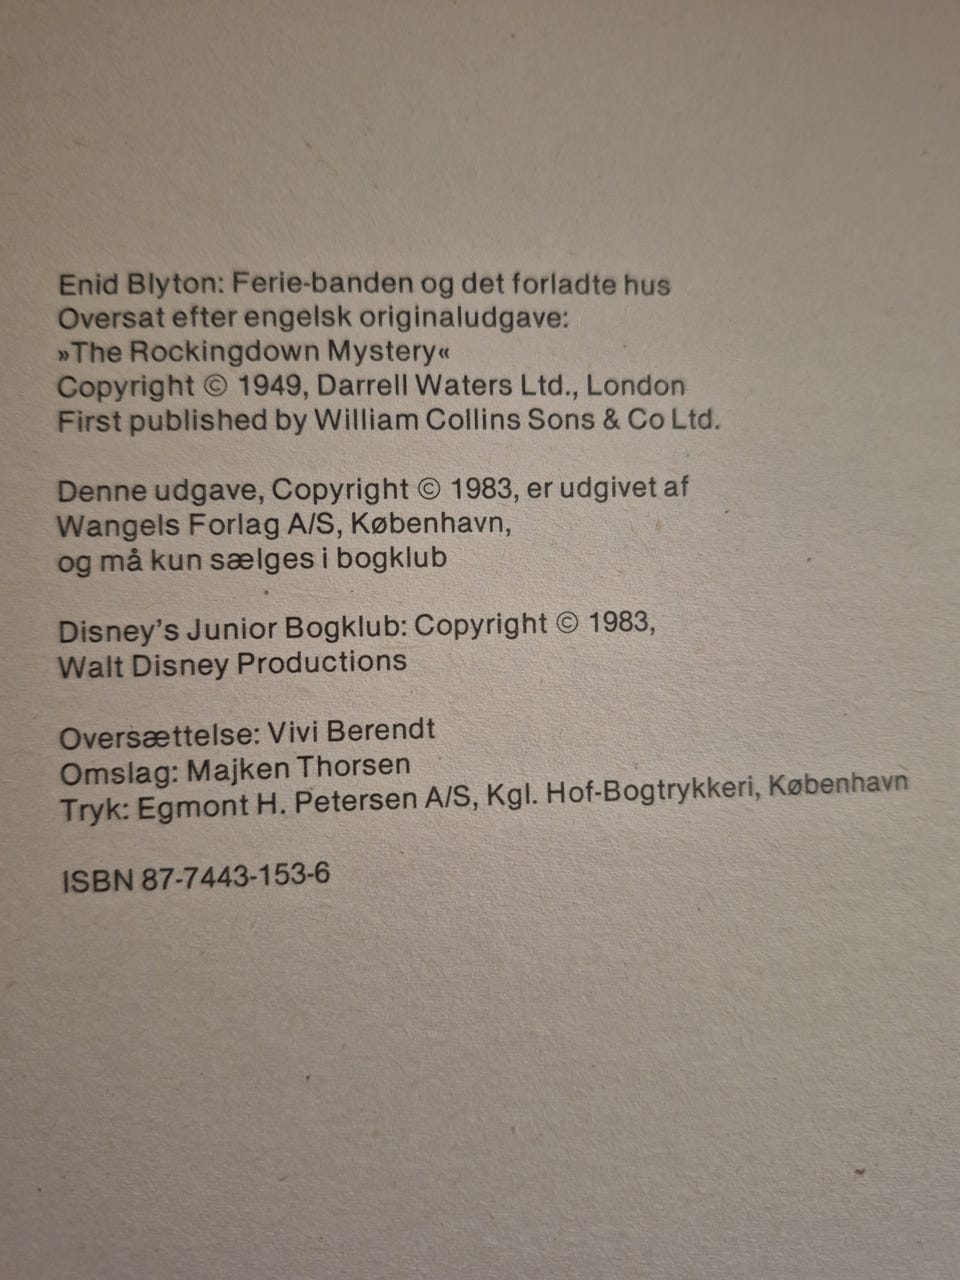 Enid Blyton: Ferie-banden og det forladte hus
Oversat efter engelsk originaludgave:
»The Rockingdown Mystery«
Copyright © 1949, Darrell Waters Ltd., London
First published by William Collins Sons & Co Ltd.
Denne udgave, Copyright © 1983, er udgivet af
Wangels Forlag A/S, København,
og må kun sælges i bogklub
Disney's Junior Bogklub: Copyright © 1983,
Walt Disney Productions
Oversættelse: Vivi Berendt
Omslag: Majken Thorsen
Tryk: Egmont H. Petersen A/S, Kgl. Hof-Bogtrykkeri, København
ISBN 87-7443-153-6